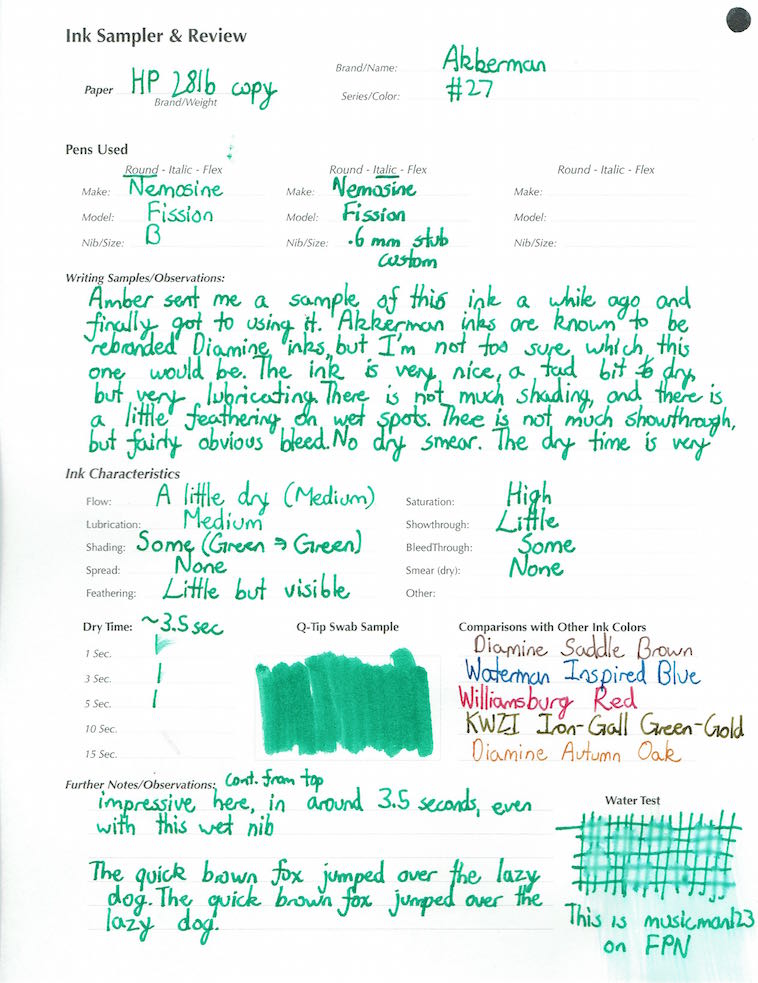 Ink Sampler & Review
Paper HP 28lb copy
Brand/Weight
Brand/Name: Akkerman
Series/Color: #27
Pens Used
Round - Italic - Flex
Make: Nemosine
Model: Fission
Nib/Size: B
Round - Italic - Flex
Make: Nemosine
Model: Fission
Nib/Size: .6 mm stub
custom
Round - Italic - Flex
Make:
Model:
Nib/Size:
Writing Samples/Observations:
Amber sent me a sample of this ink a while ago and
finally got to using it. Akkerman inks are known to be
rebranded Diamine inks, but I'm not too sure which this
one would be. The ink is very nice, a tad bit to dry,
but very lubricating. There is not much shading, and there is
a little feathering on wet spots. There is not much showthrough,
but fairly obvious bleed. No dry smear. The dry time is very
Ink Characteristics
Flow: A little dry (Medium)
Lubrication: Medium
Shading: Some (Green → Green)
Spread: None
Feathering: Little but visible
Saturation: High
Showthrough: Little
BleedThrough: Some
Smear (dry): None
Other:
Dry Time: ~3.5 sec
1 Sec.
3 Sec.
5 Sec.
10 Sec.
15 Sec.
Q-Tip Swab Sample
Comparisons with Other Ink Colors
Diamine Saddle Brown
Waterman Inspired Blue
Williamsburg Red
KWZI Iron-Gall Green-Gold
Diamine Autumn Oak
Further Notes/Observations: Cont. from top
impressive here, in around 3.5 seconds, even
with this wet nib
The quick brown fox jumped over the lazy
dog. The quick brown fox jumped over the
lazy dog.
Water Test
This is musicman123
on FPN